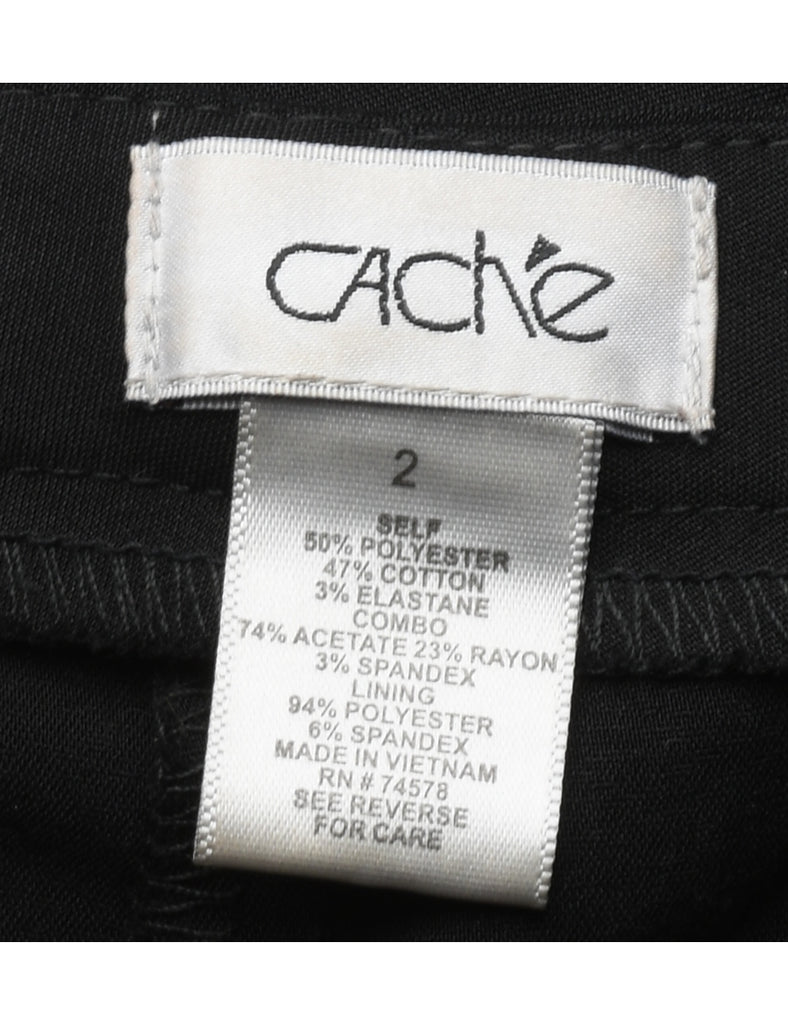 CACHé
2
SELF
50% POLYESTER
47% COTTON
3% ELASTANE
COMBO
74% ACETATE 23% RAYON
3% SPANDEX
LINING
94% POLYESTER
6% SPANDEX
MADE IN VIETNAM
RN # 74578
SEE REVERSE
FOR CARE